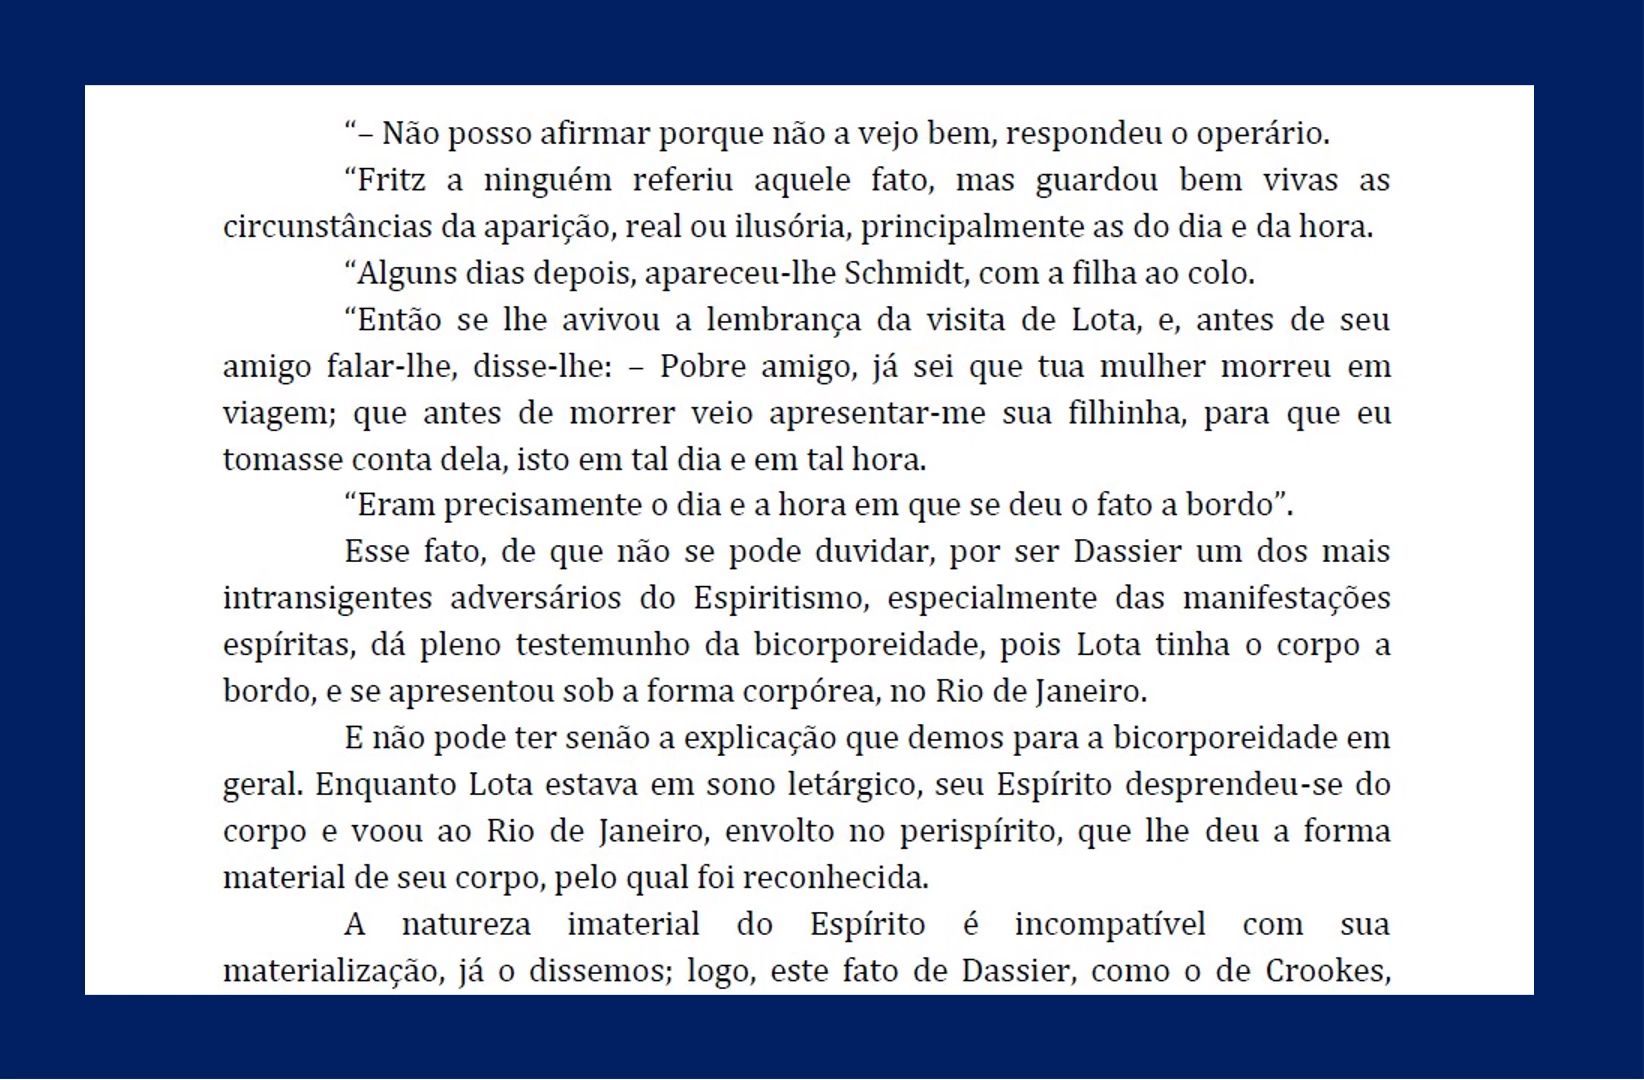 “– Não posso afirmar porque não a vejo bem, respondeu o operário.
“Fritz a ninguém referiu aquele fato, mas guardou bem vivas as
circunstâncias da aparição, real ou ilusória, principalmente as do dia e da hora.
“Alguns dias depois, apareceu-lhe Schmidt, com a filha ao colo.
“Então se lhe avivou a lembrança da visita de Lota, e, antes de seu
amigo falar-lhe, disse-lhe: – Pobre amigo, já sei que tua mulher morreu em
viagem; que antes de morrer veio apresentar-me sua filhinha, para que eu
tomasse conta dela, isto em tal dia e em tal hora.
“Eram precisamente o dia e a hora em que se deu o fato a bordo”.
Esse fato, de que não se pode duvidar, por ser Dassier um dos mais
intransigentes adversários do Espiritismo, especialmente das manifestações
espíritas, dá pleno testemunho da bicorporeidade, pois Lota tinha o corpo a
bordo, e se apresentou sob a forma corpórea, no Rio de Janeiro.
E não pode ter senão a explicação que demos para a bicorporeidade em
geral. Enquanto Lota estava em sono letárgico, seu Espírito desprendeu-se do
corpo e voou ao Rio de Janeiro, envolto no perispírito, que lhe deu a forma
material de seu corpo, pelo qual foi reconhecida.
A natureza imaterial do Espírito é incompatível com sua
materialização, já o dissemos; logo, este fato de Dassier, como o de Crookes,